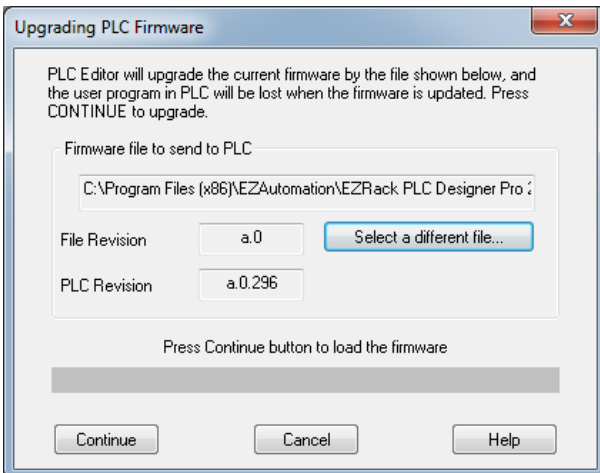 Upgrading PLC Firmware
PLC Editor will upgrade the current firmware by the file shown below, and
the user program in PLC will be lost when the firmware is updated. Press
CONTINUE to upgrade.
Firmware file to send to PLC
C:\Program Files (x86)\EZAutomation\EZRack PLC Designer Pro
File Revision a.0 Select a different file...
PLC Revision a.0.296
Press Continue button to load the firmware
Continue Cancel Help